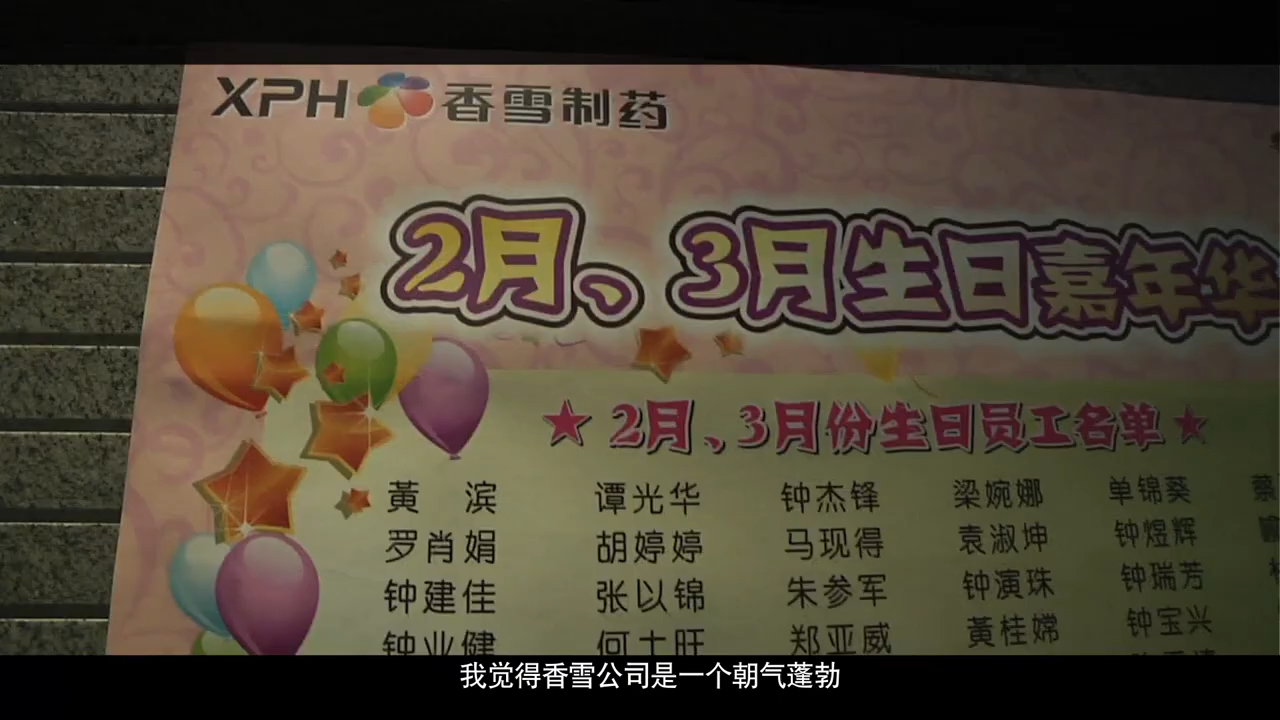 XPH 香雪制药
2月、3月生日嘉年华
★ 2月、3月份生日员工名单 ★
黄 滨 谭光华 钟杰锋 梁婉娜 单锦葵
罗肖娟 胡婷婷 马现得 袁淑坤 钟煜辉
钟建佳 张以锦 朱参军 钟演珠 钟瑞芳
钟业健 何士旺 郑亚威 黄桂嫦 钟宝兴
我觉得香雪公司是一个朝气蓬勃